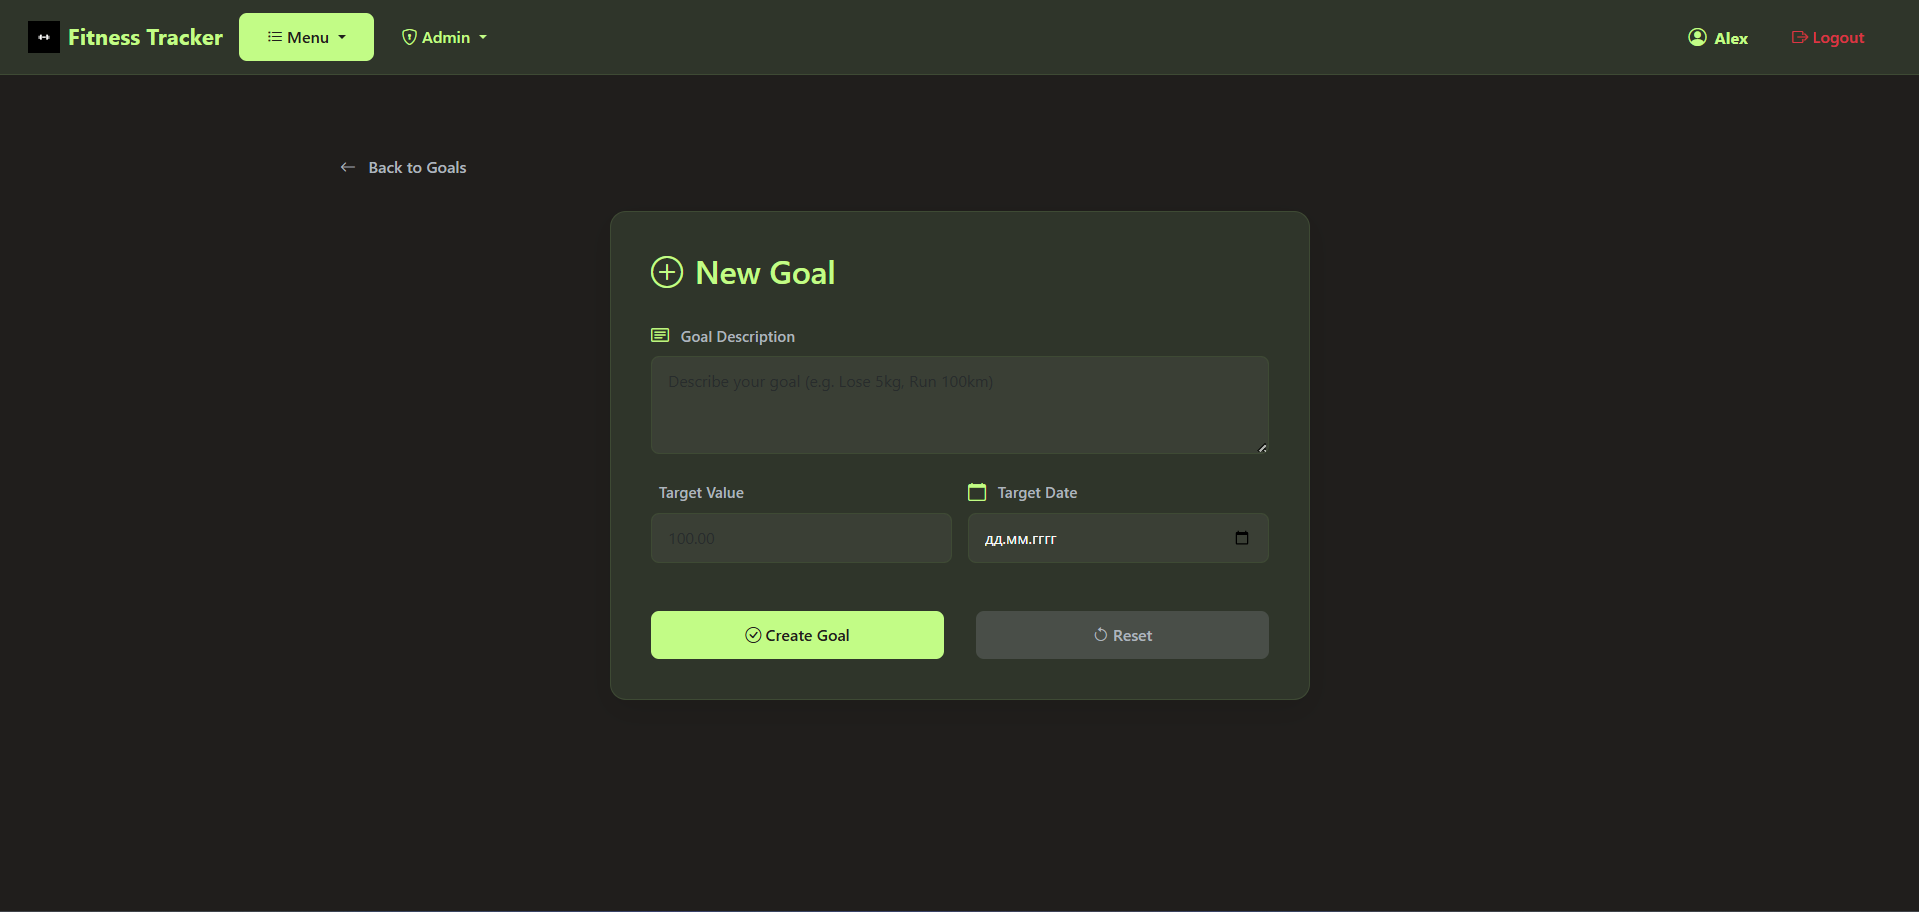 Fitness Tracker
Menu
Admin
Alex
Logout
Back to Goals
New Goal
Goal Description
Describe your goal (e.g. Lose 5kg, Run 100km)
Target Value
Target Date
100.00
дд.мм.гггг
Create Goal
Reset